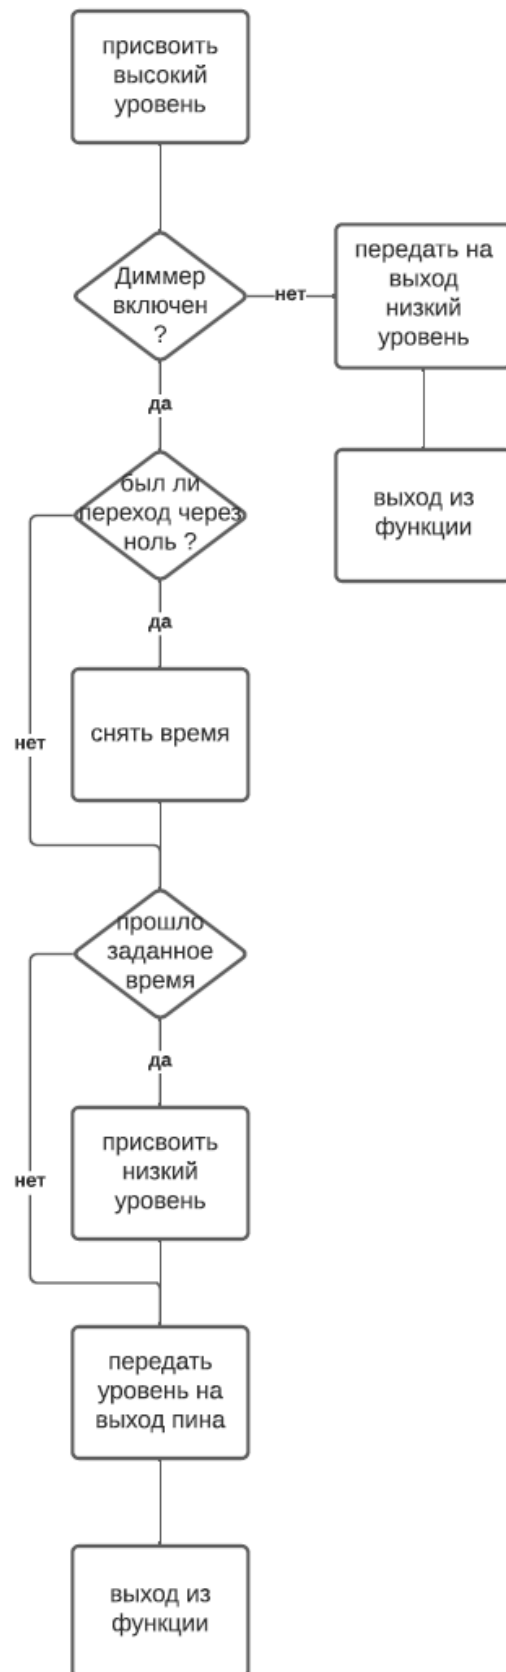 присвоить
высокий
уровень
Диммер
включен
?
нет
передать на
выход
низкий
уровень
выход из
функции
да
был ли
переход через
ноль ?
да
нет
снять время
прошло
заданное
время
да
нет
присвоить
низкий
уровень
передать
уровень на
выход пина
выход из
функции